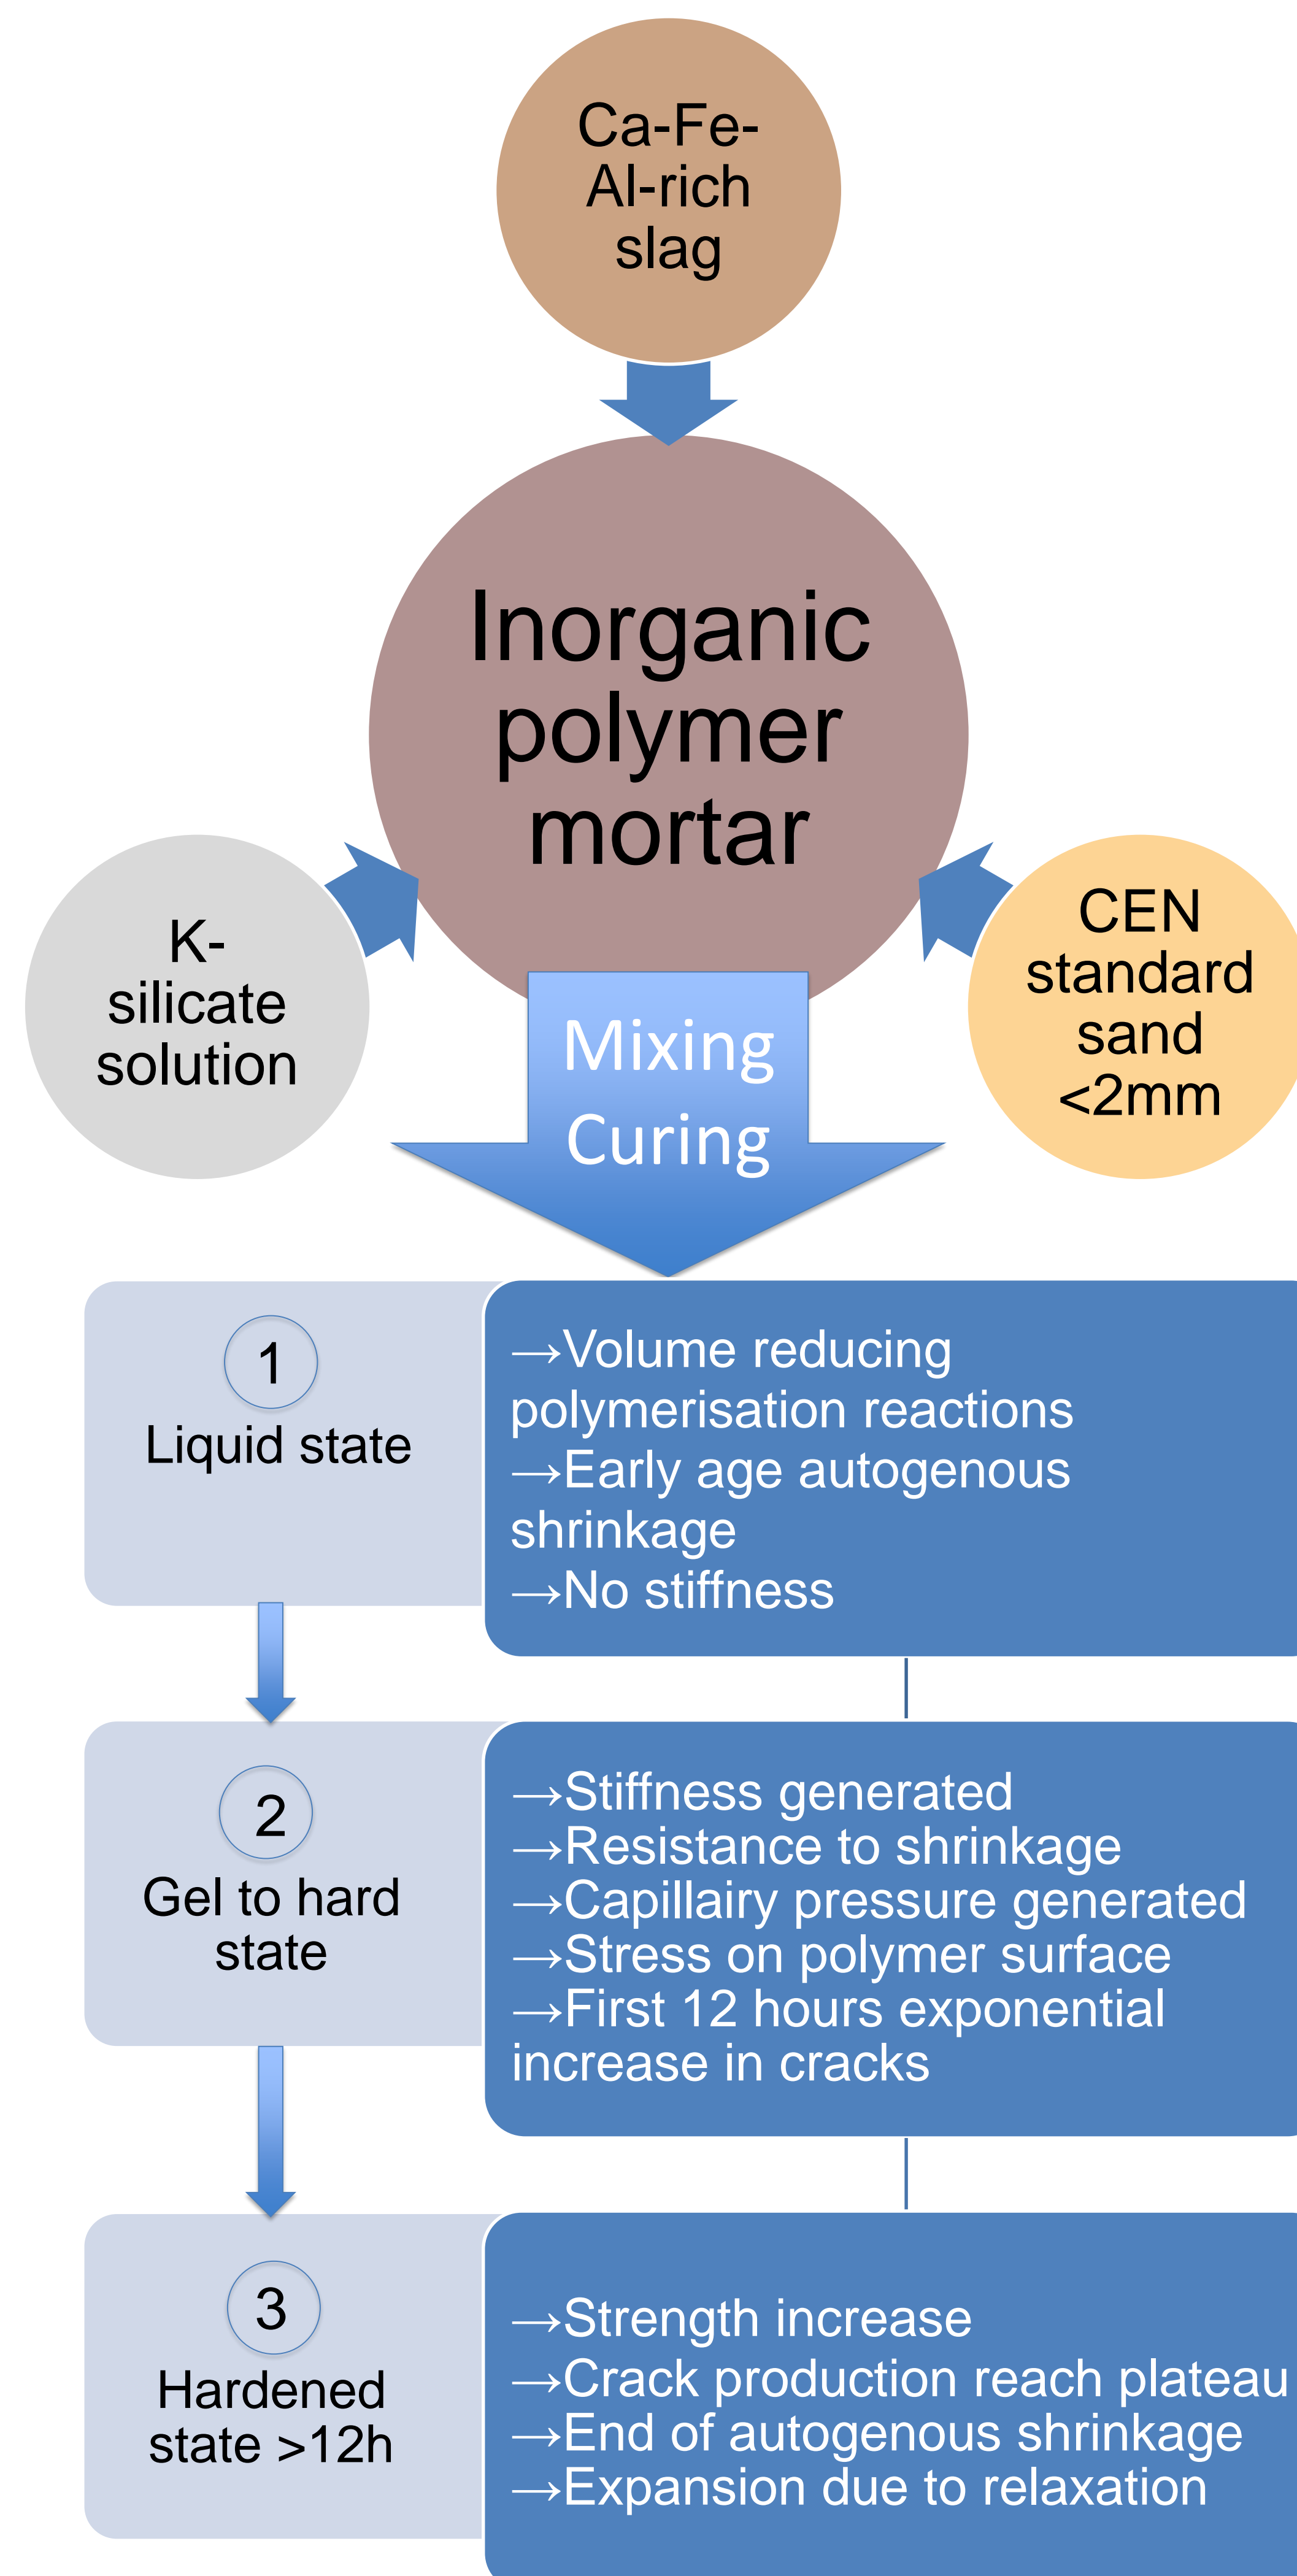 Ca-Fe-
Al-rich
slag
Inorganic
polymer
mortar
K-
silicate
solution
CEN
standard
sand
<2mm
Mixing
Curing
1
Liquid state
→Volume reducing
polymerisation reactions
→Early age autogenous
shrinkage
→No stiffness
2
Gel to hard
state
→Stiffness generated
→Resistance to shrinkage
→Capillairy pressure generated
→Stress on polymer surface
→First 12 hours exponential
increase in cracks
3
Hardened
state >12h
→Strength increase
→Crack production reach plateau
→End of autogenous shrinkage
→Expansion due to relaxation